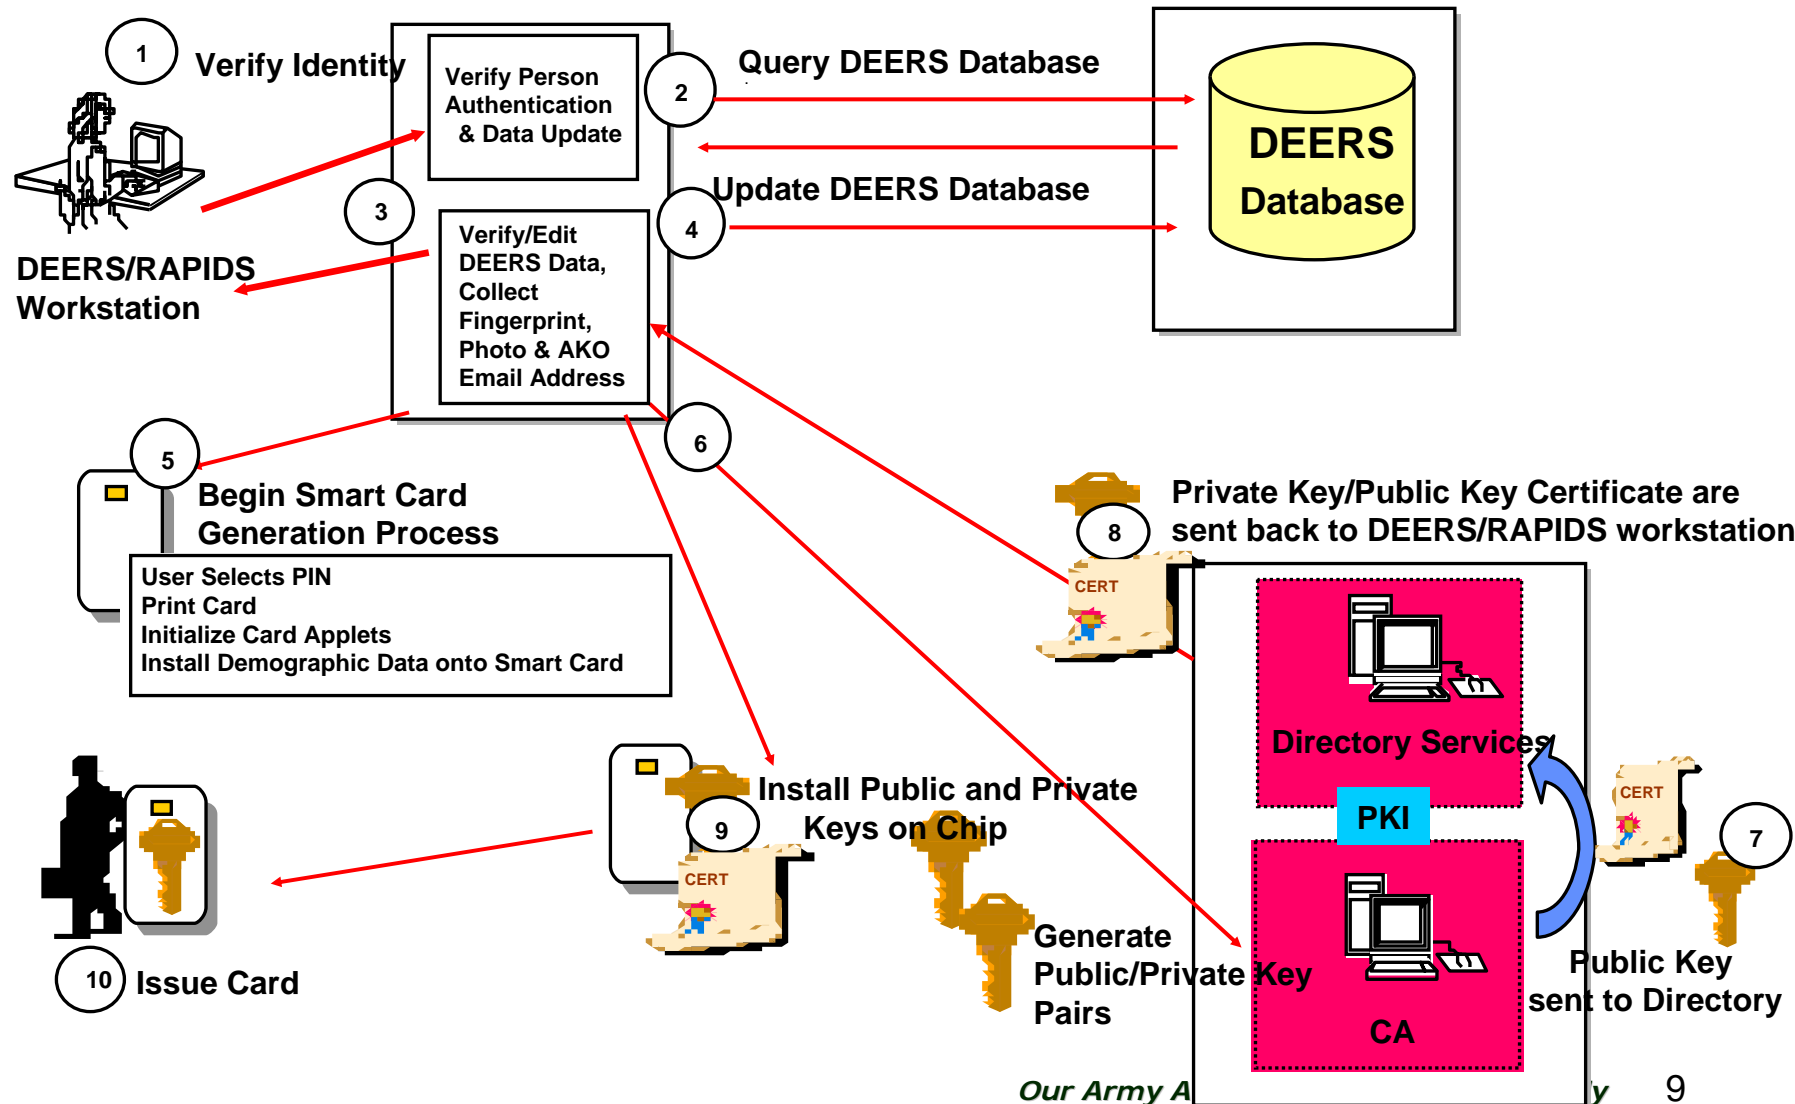 1
Verify Identity
Verify Person
Authentication
& Data Update
2
Query DEERS Database
DEERS
Database
3
4
Update DEERS Database
DEERS/RAPIDS
Workstation
Verify/Edit
DEERS Data,
Collect
Fingerprint,
Photo & AKO
Email Address
5
Begin Smart Card
Generation Process
User Selects PIN
Print Card
Initialize Card Applets
Install Demographic Data onto Smart Card
6
8
Private Key/Public Key Certificate are
sent back to DEERS/RAPIDS workstation
CERT
Directory Services
PKI
CERT
7
Public Key
sent to Directory
9
Install Public and Private
Keys on Chip
CERT
Generate
Public/Private Key
Pairs
CA
10
Issue Card
Our Army A
y
9